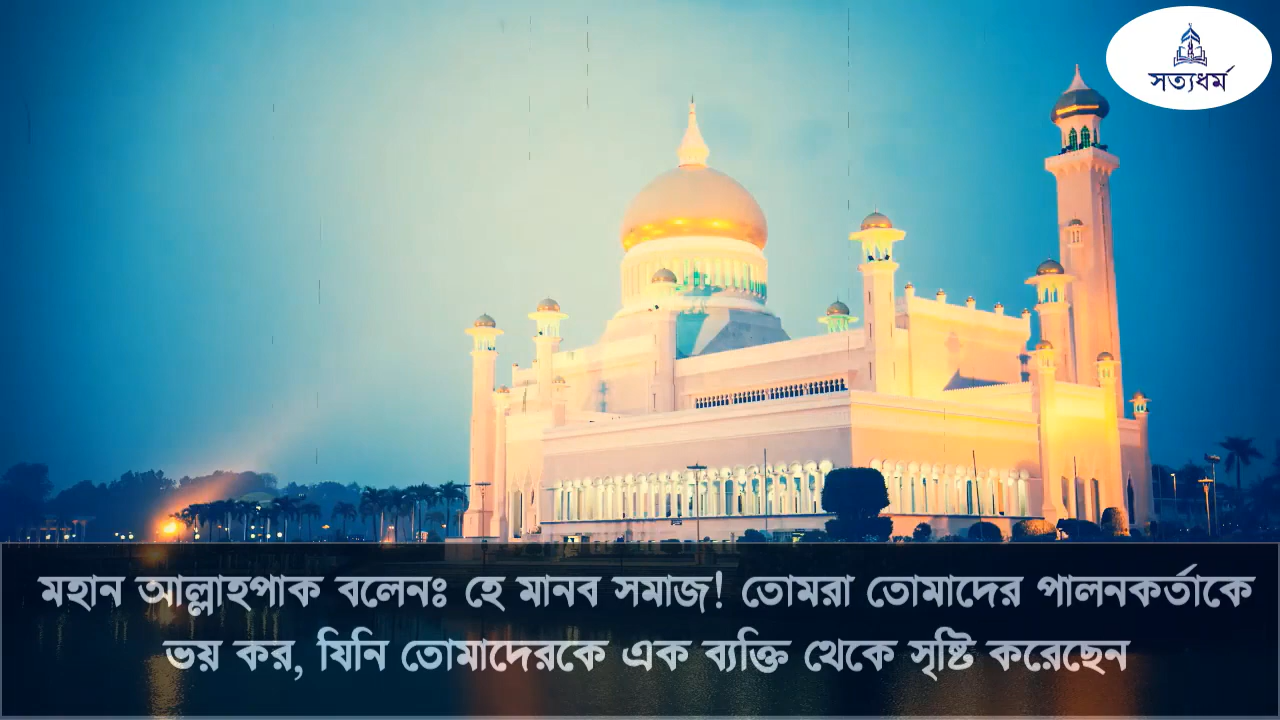 সত্যধর্ম
মহান আল্লাহপাক বলেনঃ হে মানব সমাজ! তোমরা তোমাদের পালনকর্তাকে
ভয় কর, যিনি তোমাদেরকে এক ব্যক্তি থেকে সৃষ্টি করেছেন